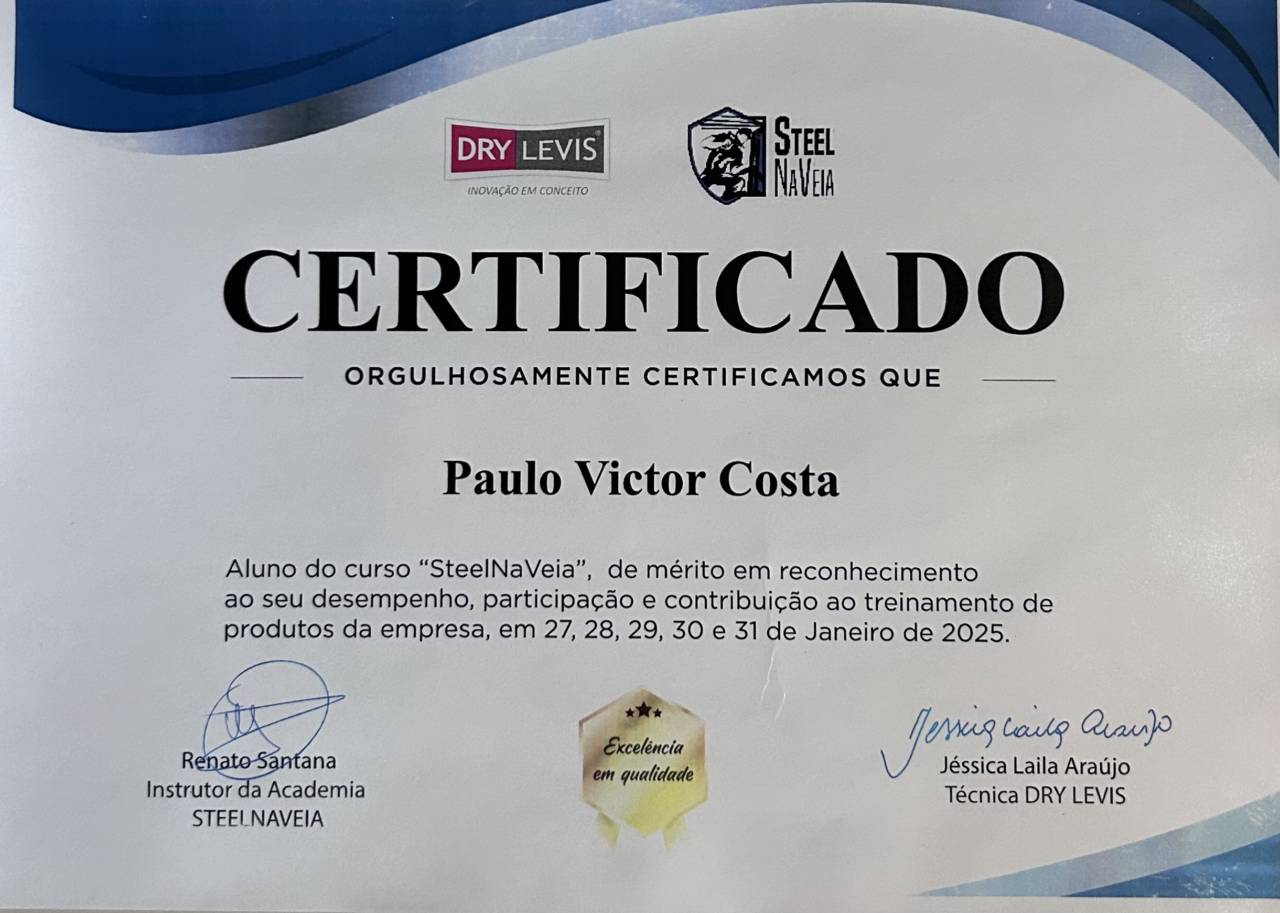 DRY LEVIS®
INOVAÇÃO EM CONCEITO
STEEL
NAVEIA
CERTIFICADO
ORGULHOSAMENTE CERTIFICAMOS QUE
Paulo Victor Costa
Aluno do curso “SteelNaVeia”, de mérito em reconhecimento
ao seu desempenho, participação e contribuição ao treinamento de
produtos da empresa, em 27, 28, 29, 30 e 31 de Janeiro de 2025.
Renato Santana
Instrutor da Academia
STEELNAVEIA
Excelência
em qualidade
Jessica Laila Araujo
Jéssica Laila Araújo
Técnica DRY LEVIS